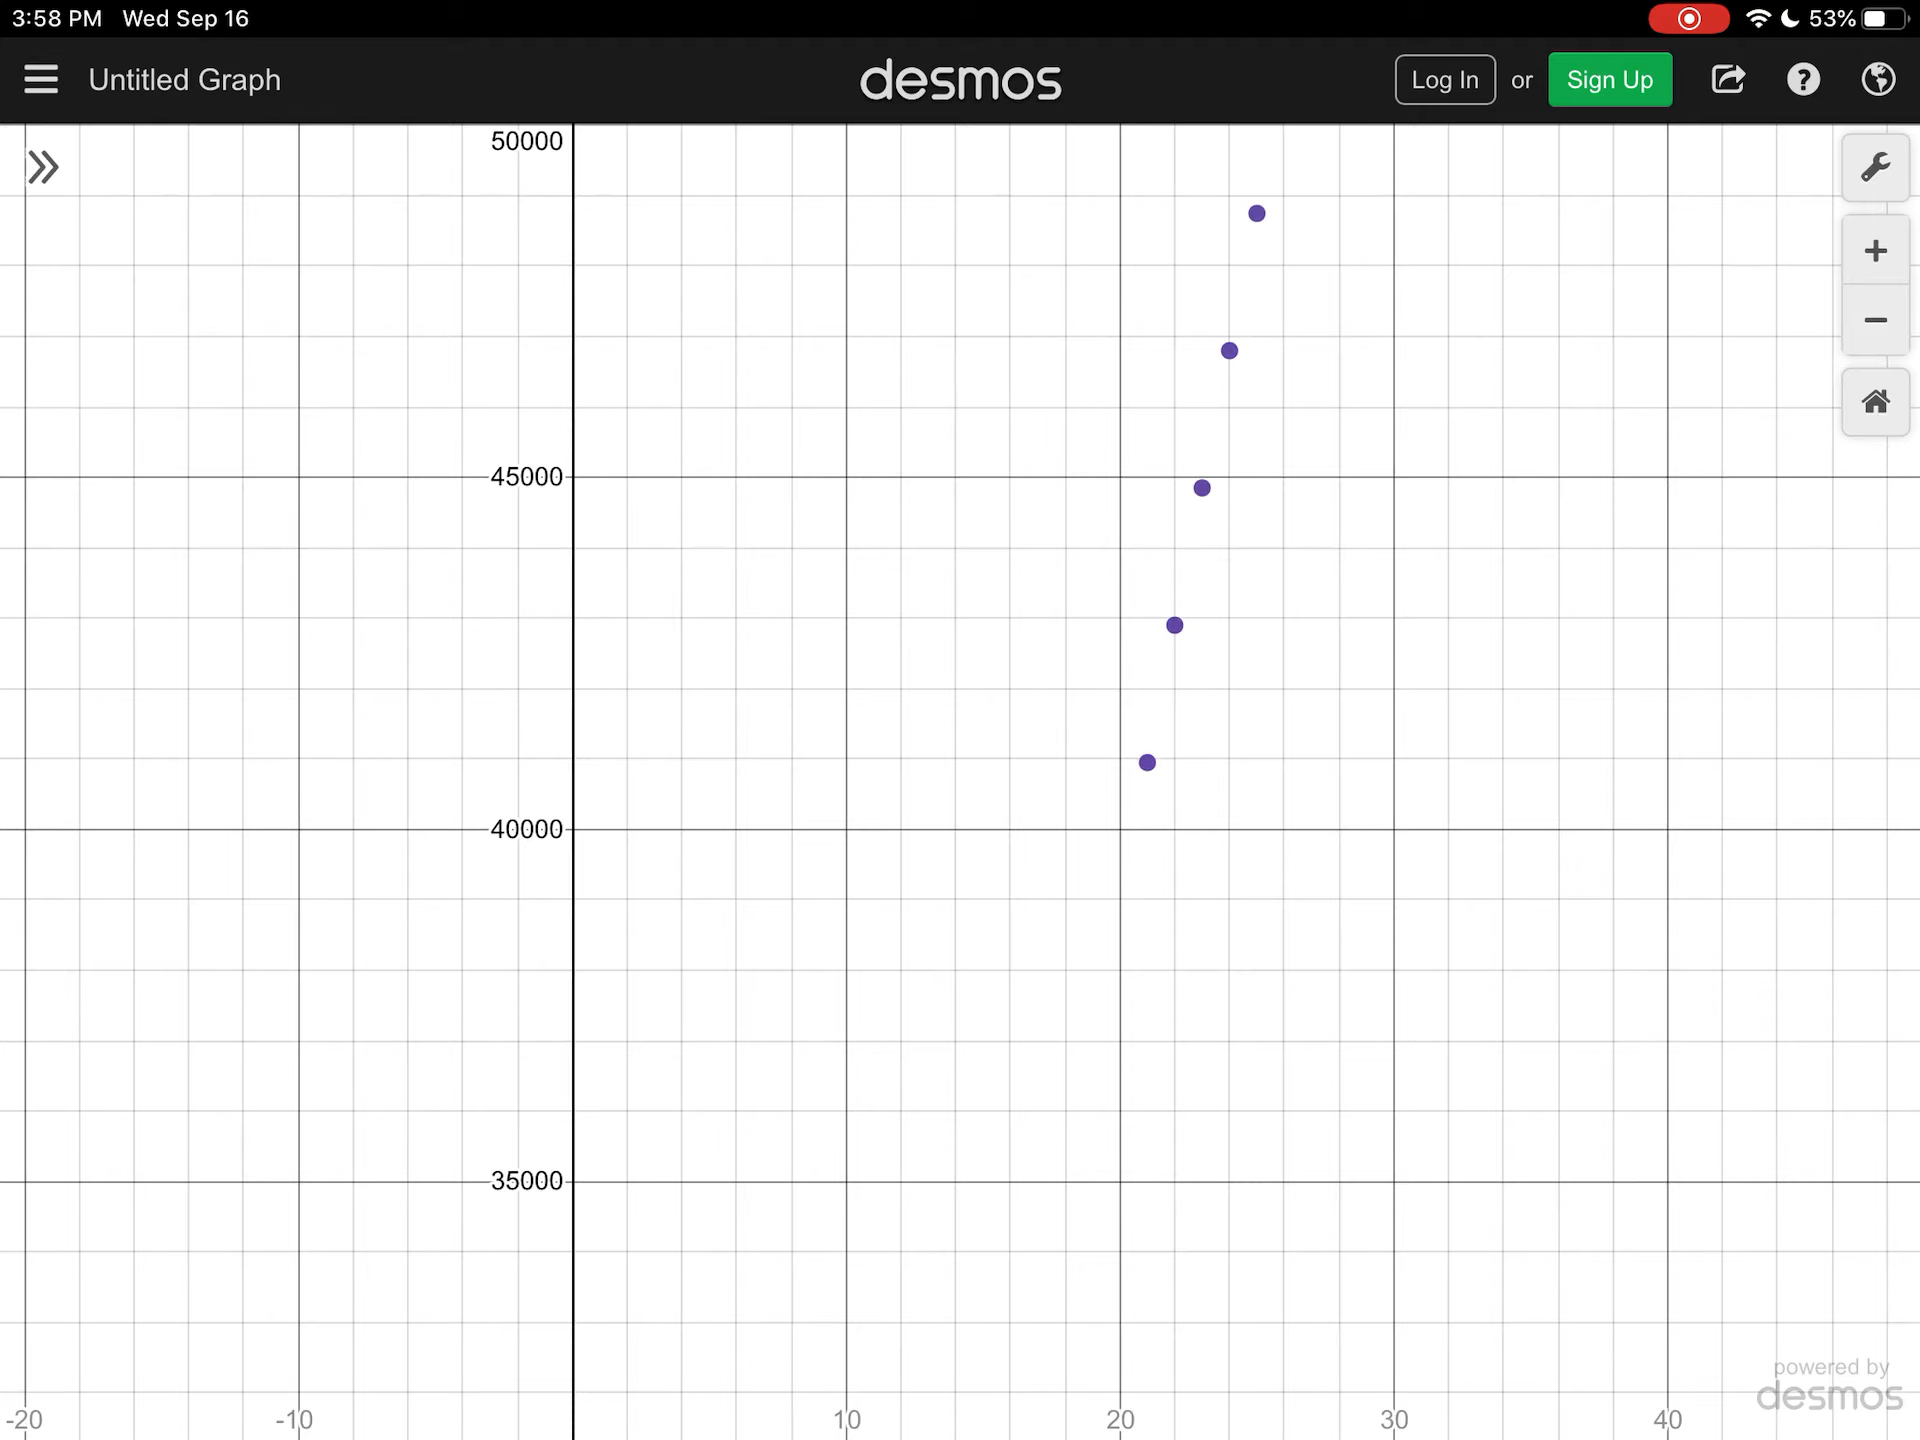 3:58 PM Wed Sep 16
53%
Untitled Graph
desmos
Log In or Sign Up
50000
45000
40000
35000
-20 -10 10 20 30 40
powered by
desmos